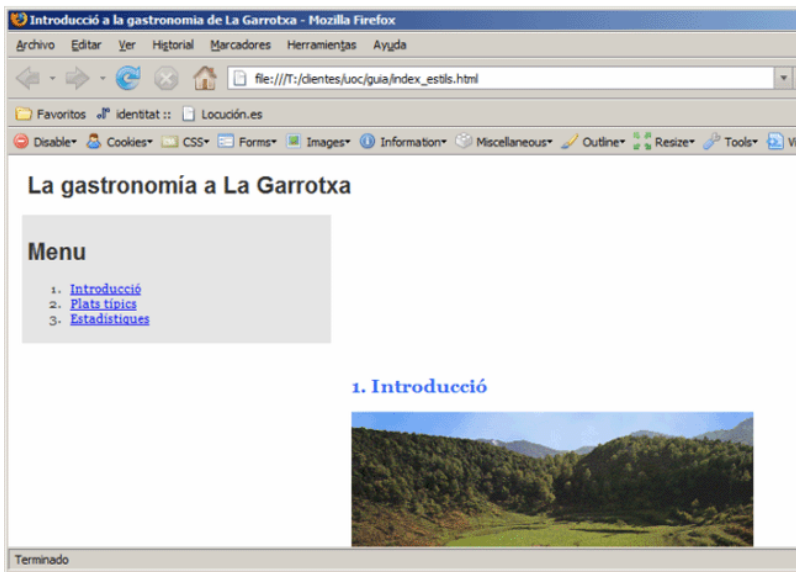 Introducció a la gastronomia de La Garrotxa - Mozilla Firefox
Archivo Editar Ver Historial Marcadores Herramientas Ayuda
file:///T:/clientes/uoc/guia/index_estils.html
Favoritos identitat :: Locución.es
Disable Cookies CSS Forms Images Information Miscellaneous Outline Resize Tools
La gastronomía a La Garrotxa
Menu
1. Introducció
2. Plats típics
3. Estadístiques
1. Introducció
Terminado